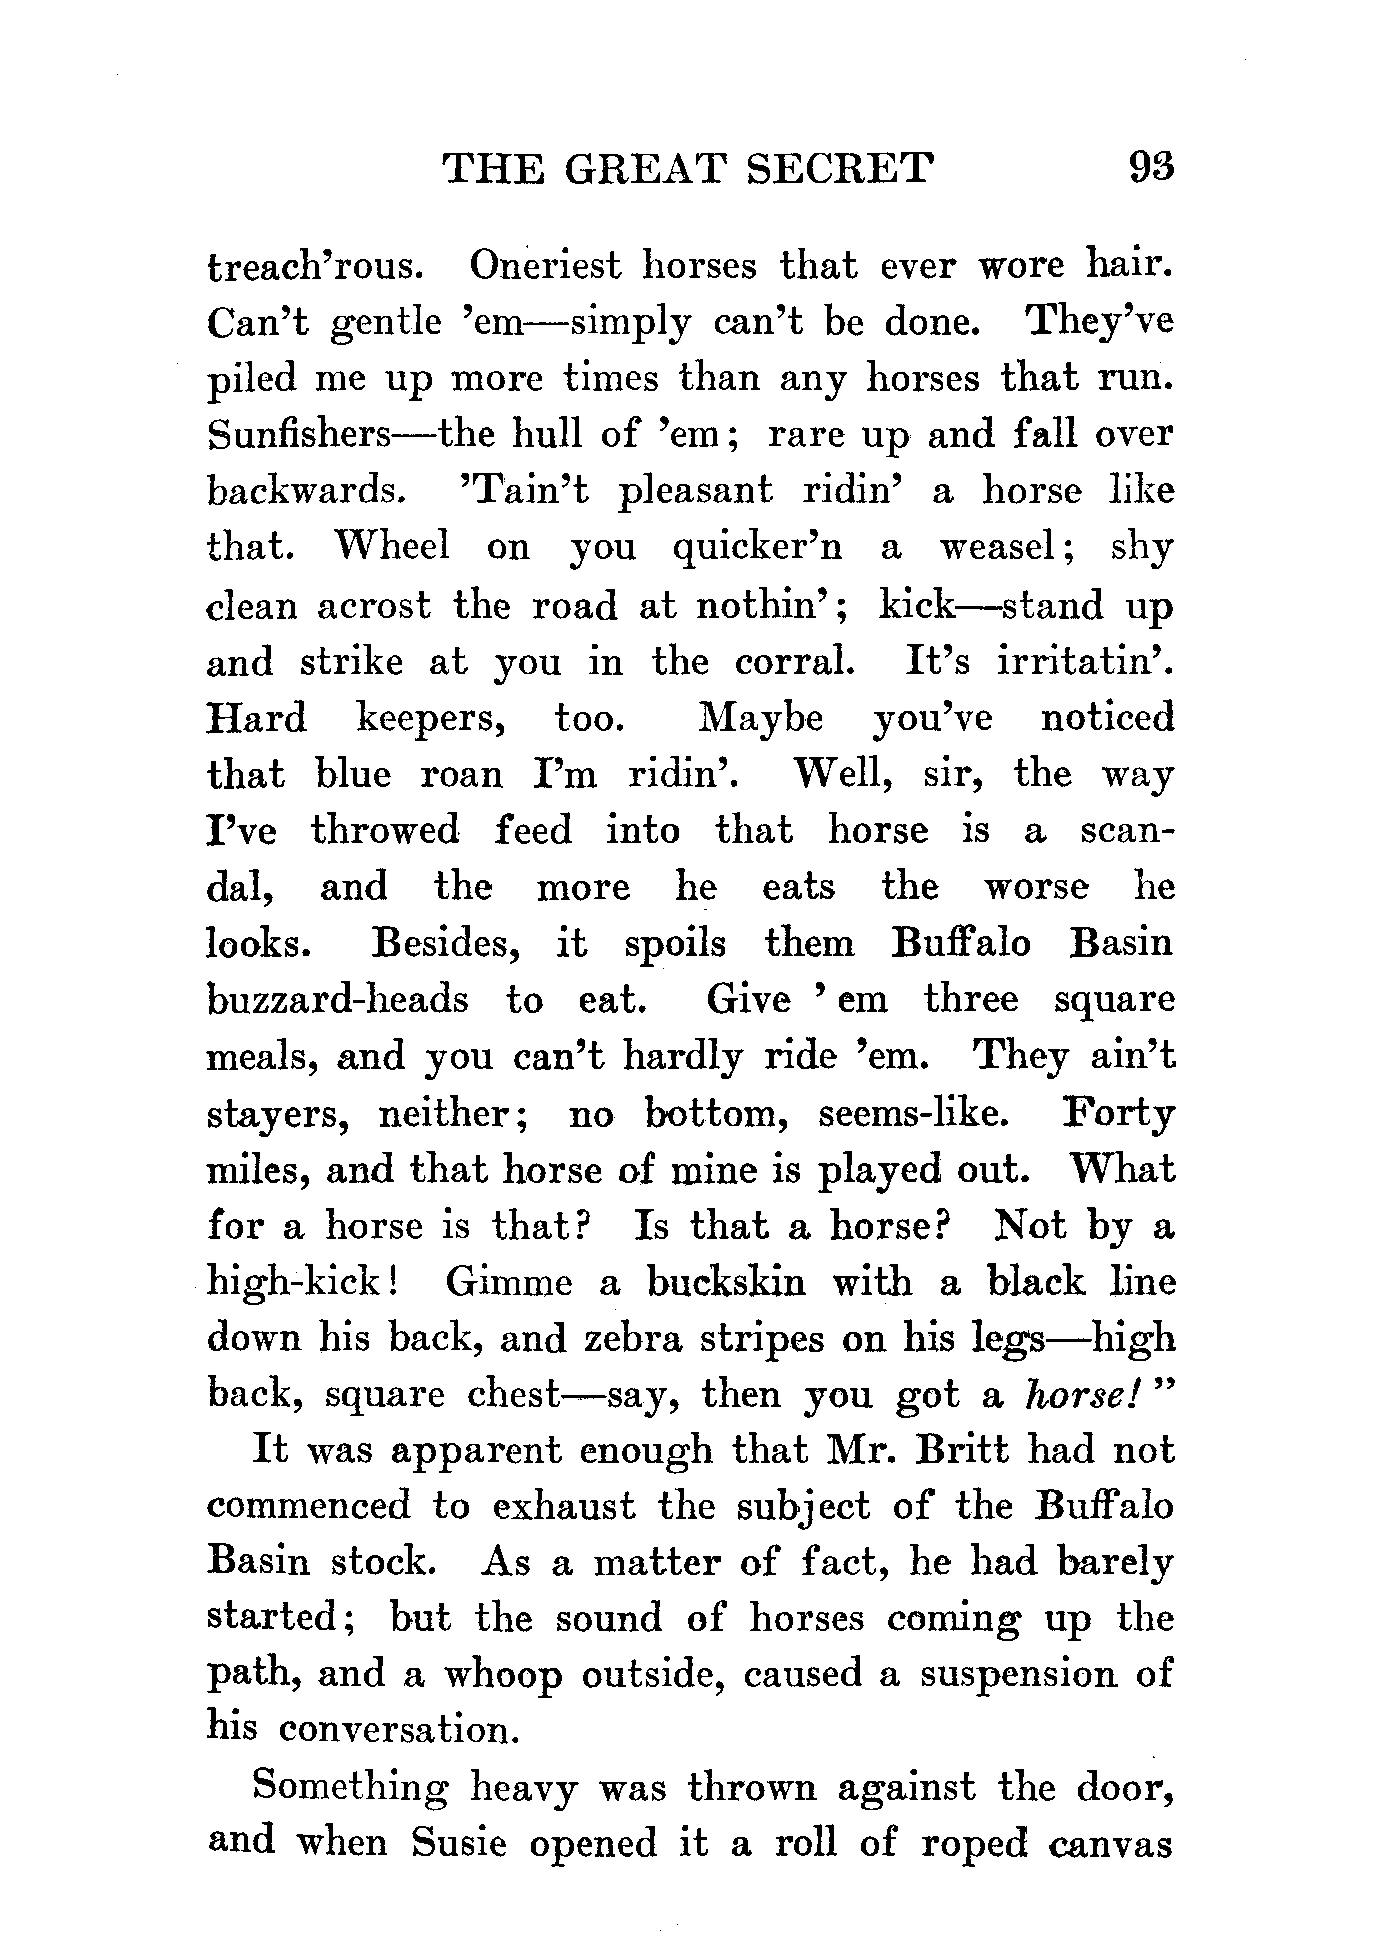 THE GREAT SECRET 93
treach'rous. Oneriest horses that ever wore hair.
Can't gentle 'em—simply can't be done. They've
piled me up more times than any horses that run.
Sunfishers—the hull of 'em; rare up and fall over
backwards. 'Tain't pleasant ridin' a horse like
that. Wheel on you quicker'n a weasel; shy
clean acrost the road at nothin'; kick—stand up
and strike at you in the corral. It's irritatin'.
Hard keepers, too. Maybe you've noticed
that blue roan I'm ridin'. Well, sir, the way
I've throwed feed into that horse is a scan-
dal, and the more he eats the worse he
looks. Besides, it spoils them Buffalo Basin
buzzard-heads to eat. Give ' em three square
meals, and you can't hardly ride 'em. They ain't
stayers, neither; no bottom, seems-like. Forty
miles, and that horse of mine is played out. What
for a horse is that? Is that a horse? Not by a
high-kick! Gimme a buckskin with a black line
down his back, and zebra stripes on his legs—high
back, square chest—say, then you got a horse!"
It was apparent enough that Mr. Britt had not
commenced to exhaust the subject of the Buffalo
Basin stock. As a matter of fact, he had barely
started; but the sound of horses coming up the
path, and a whoop outside, caused a suspension of
his conversation.
Something heavy was thrown against the door,
and when Susie opened it a roll of roped canvas